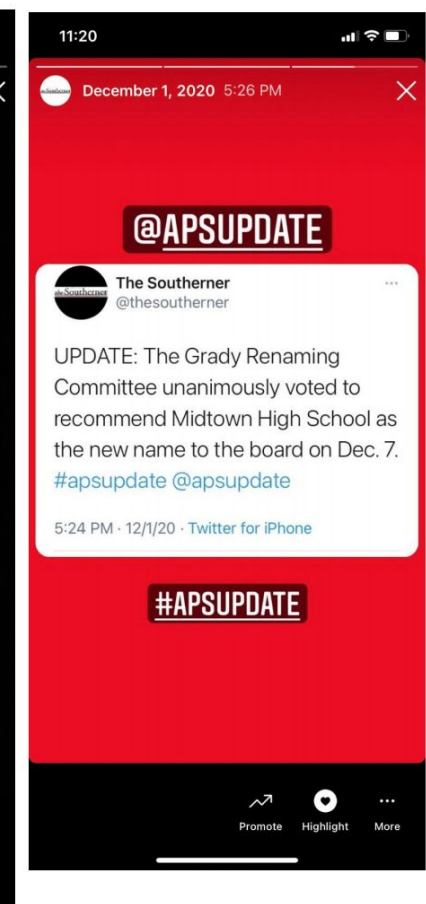 11:20
December 1, 2020 5:26 PM
@APSUPDATE
the Southerner
The Southerner
@thesoutherner
UPDATE: The Grady Renaming
Committee unanimously voted to
recommend Midtown High School as
the new name to the board on Dec. 7.
#apsupdate @apsupdate
5:24 PM · 12/1/20 · Twitter for iPhone
#APSUPDATE
Promote Highlight More